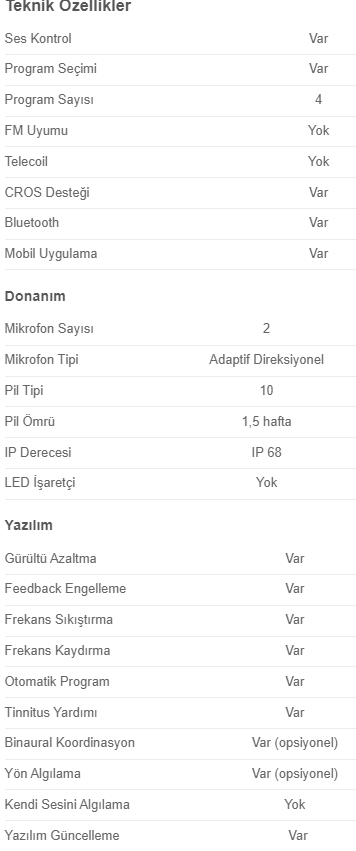 Teknik Özellikler
Ses Kontrol Var
Program Seçimi Var
Program Sayısı 4
FM Uyumu Yok
Telecoil Yok
CROS Desteği Var
Bluetooth Var
Mobil Uygulama Var
Donanım
Mikrofon Sayısı 2
Mikrofon Tipi Adaptif Direksiyonel
Pil Tipi 10
Pil Ömrü 1,5 hafta
IP Derecesi IP 68
LED İşaretçi Yok
Yazılım
Gürültü Azaltma Var
Feedback Engelleme Var
Frekans Sıkıştırma Var
Frekans Kaydırma Var
Otomatik Program Var
Tinnitus Yardımı Var
Binaural Koordinasyon Var (opsiyonel)
Yön Algılama Var (opsiyonel)
Kendi Sesini Algılama Yok
Yazılım Güncelleme Var